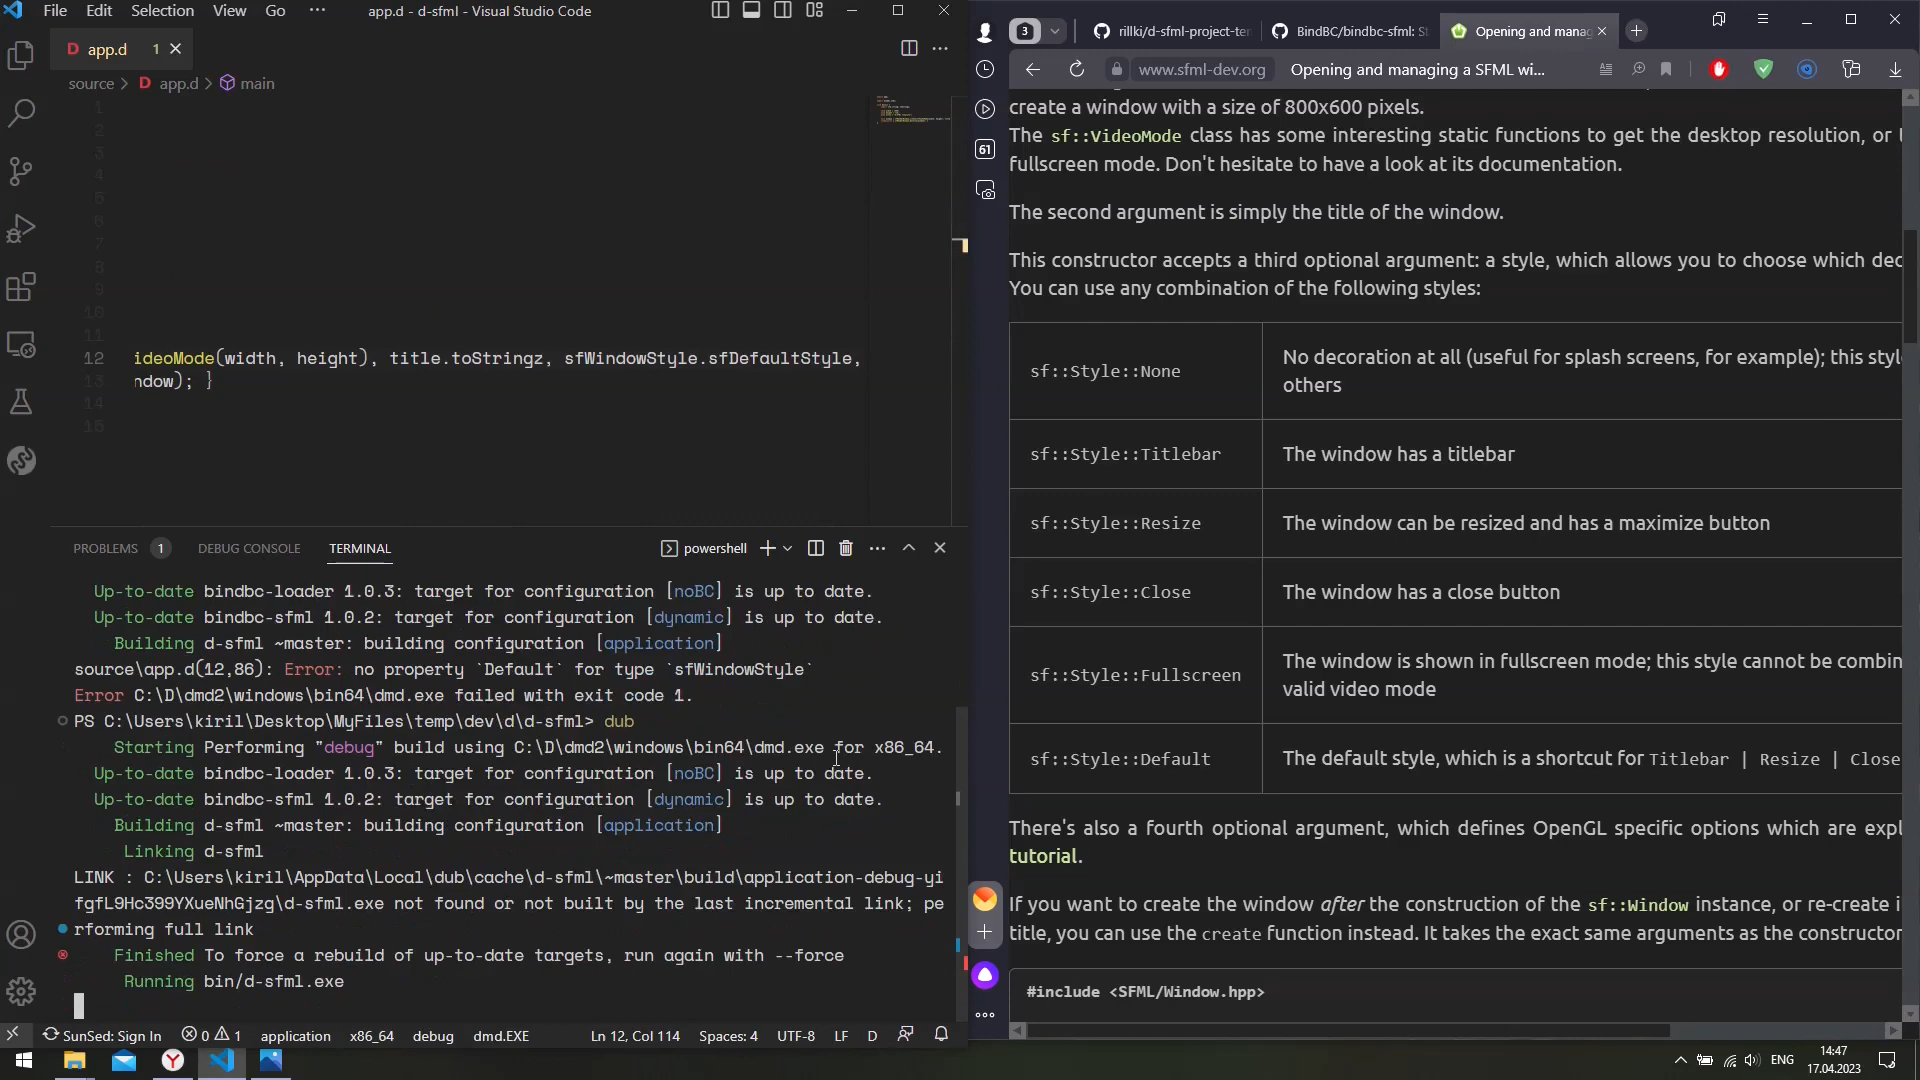 File Edit Selection View Go ··· app.d - d-sfml - Visual Studio Code
D app.d 1
source > D app.d > main
1
2
3
4
5
6
7
8
9
10
11
12 ideoMode(width, height), title.toStringz, sfWindowStyle.sfDefaultStyle,
13 ndow); }
14
15
PROBLEMS 1 DEBUG CONSOLE TERMINAL powershell
Up-to-date bindbc-loader 1.0.3: target for configuration [noBC] is up to date.
Up-to-date bindbc-sfml 1.0.2: target for configuration [dynamic] is up to date.
Building d-sfml ~master: building configuration [application]
source\app.d(12,86): Error: no property `Default` for type `sfWindowStyle`
Error C:\D\dmd2\windows\bin64\dmd.exe failed with exit code 1.
PS C:\Users\kiril\Desktop\MyFiles\temp\dev\d\d-sfml> dub
Starting Performing "debug" build using C:\D\dmd2\windows\bin64\dmd.exe for x86_64.
Up-to-date bindbc-loader 1.0.3: target for configuration [noBC] is up to date.
Up-to-date bindbc-sfml 1.0.2: target for configuration [dynamic] is up to date.
Building d-sfml ~master: building configuration [application]
Linking d-sfml
LINK : C:\Users\kiril\AppData\Local\dub\cache\d-sfml\~master\build\application-debug-yi
fgfL9Hc399YXueNhGjzg\d-sfml.exe not found or not built by the last incremental link; pe
rforming full link
Finished To force a rebuild of up-to-date targets, run again with --force
Running bin/d-sfml.exe
SunSed: Sign In 0 1 application x86_64 debug dmd.EXE Ln 12, Col 114 Spaces: 4 UTF-8 LF D
3 rillki/d-sfml-project-ter BindBC/bindbc-sfml: S Opening and manag
www.sfml-dev.org Opening and managing a SFML wi...
61
create a window with a size of 800x600 pixels.
The sf::VideoMode class has some interesting static functions to get the desktop resolution, or
fullscreen mode. Don't hesitate to have a look at its documentation.
The second argument is simply the title of the window.
This constructor accepts a third optional argument: a style, which allows you to choose which dec
You can use any combination of the following styles:
sf::Style::None No decoration at all (useful for splash screens, for example); this styl
others
sf::Style::Titlebar The window has a titlebar
sf::Style::Resize The window can be resized and has a maximize button
sf::Style::Close The window has a close button
sf::Style::Fullscreen The window is shown in fullscreen mode; this style cannot be combin
valid video mode
sf::Style::Default The default style, which is a shortcut for Titlebar | Resize | Close
There's also a fourth optional argument, which defines OpenGL specific options which are expl
tutorial.
If you want to create the window after the construction of the sf::Window instance, or re-create i
title, you can use the create function instead. It takes the exact same arguments as the constructor
#include <SFML/Window.hpp>
ENG 14:47
17.04.2023